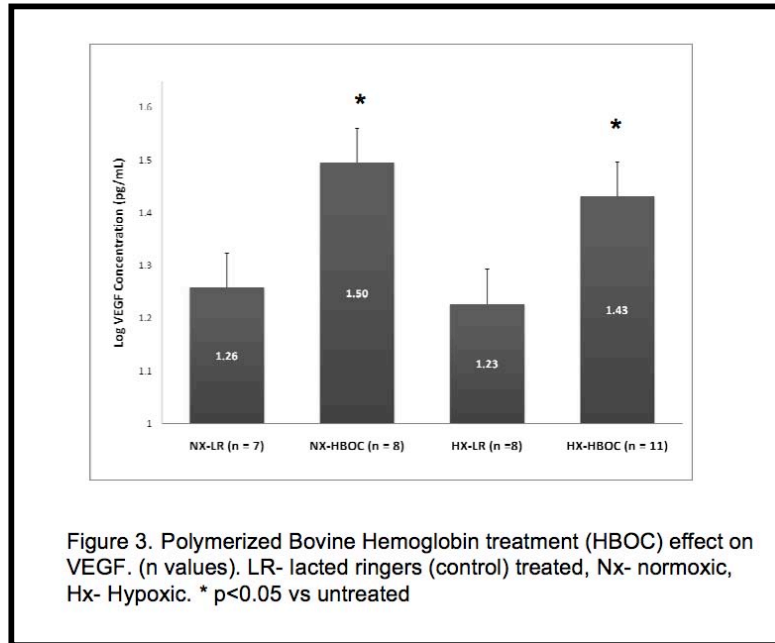 *
*
1.6
1.5
1.4
1.3
1.2
1.1
1
Log VEGF Concentration (pg/mL)
1.26
1.50
1.23
1.43
NX-LR (n = 7) NX-HBOC (n = 8) HX-LR (n =8) HX-HBOC (n = 11)
Figure 3. Polymerized Bovine Hemoglobin treatment (HBOC) effect on
VEGF. (n values). LR- lacted ringers (control) treated, Nx- normoxic,
Hx- Hypoxic. * p<0.05 vs untreated